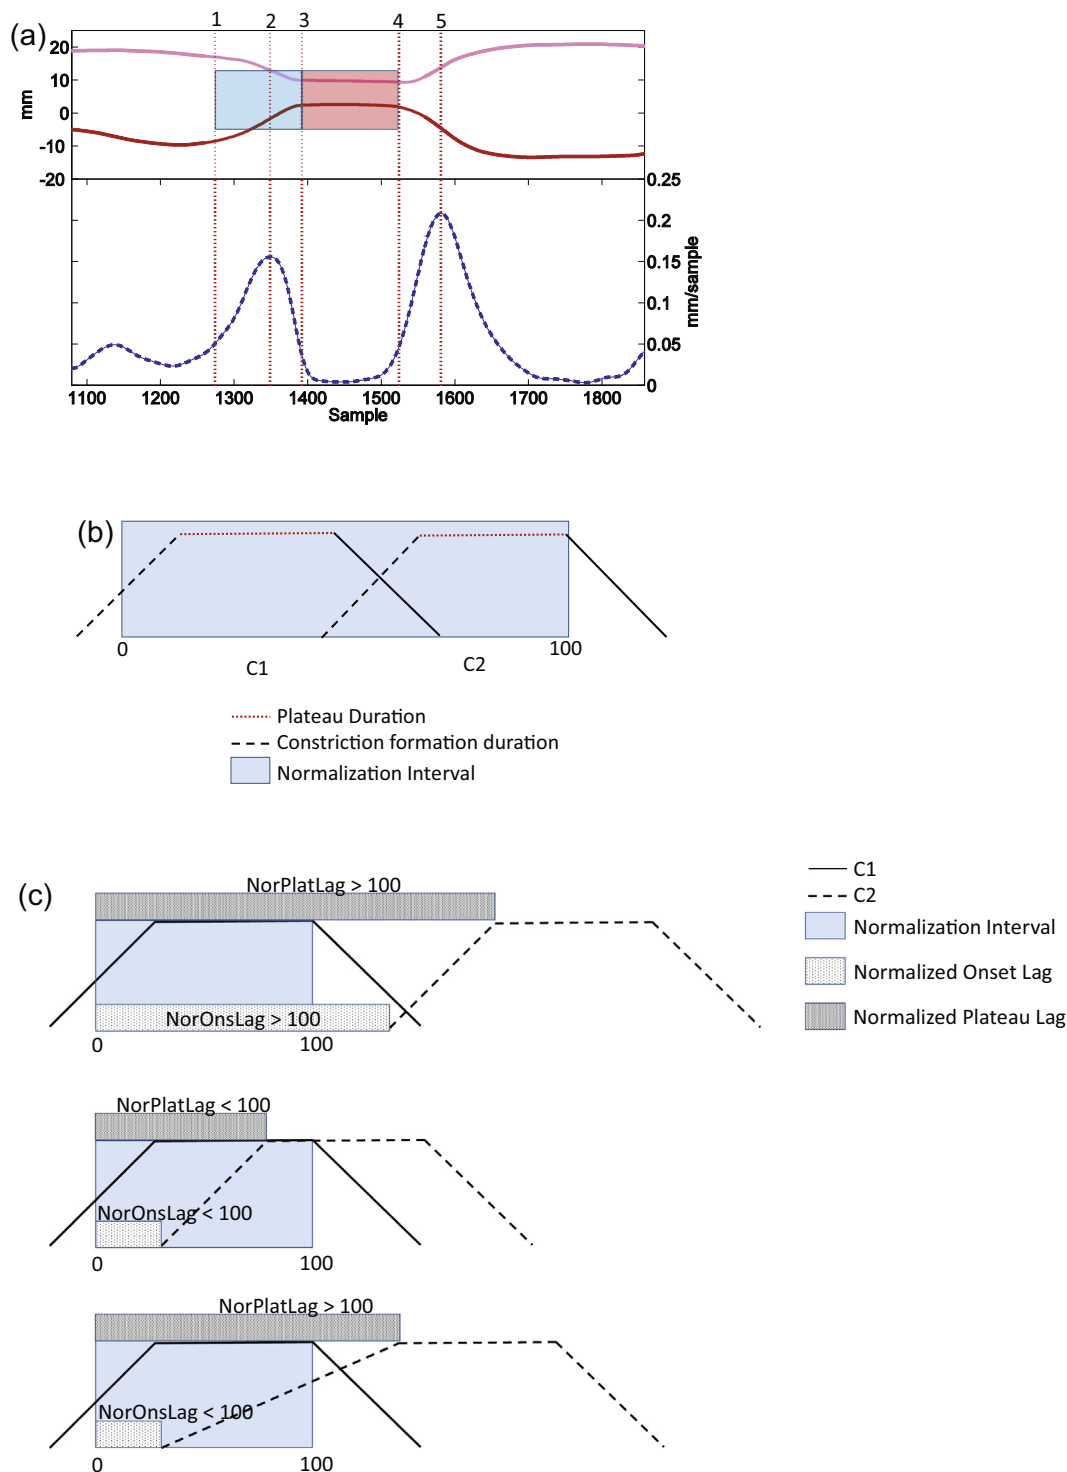 (a)
1 2 3 4 5
20
10
0
-10
-20
mm
0.25
0.2
0.15
0.1
0.05
0
mm/sample
1100 1200 1300 1400 1500 1600 1700 1800
Sample
(b)
0 100
C1 C2
Plateau Duration
Constriction formation duration
Normalization Interval
(c)
NorPlatLag > 100
NorOnsLag > 100
0 100
C1
C2
Normalization Interval
Normalized Onset Lag
Normalized Plateau Lag
NorPlatLag < 100
NorOnsLag < 100
0 100
NorPlatLag > 100
NorOnsLag < 100
0 100